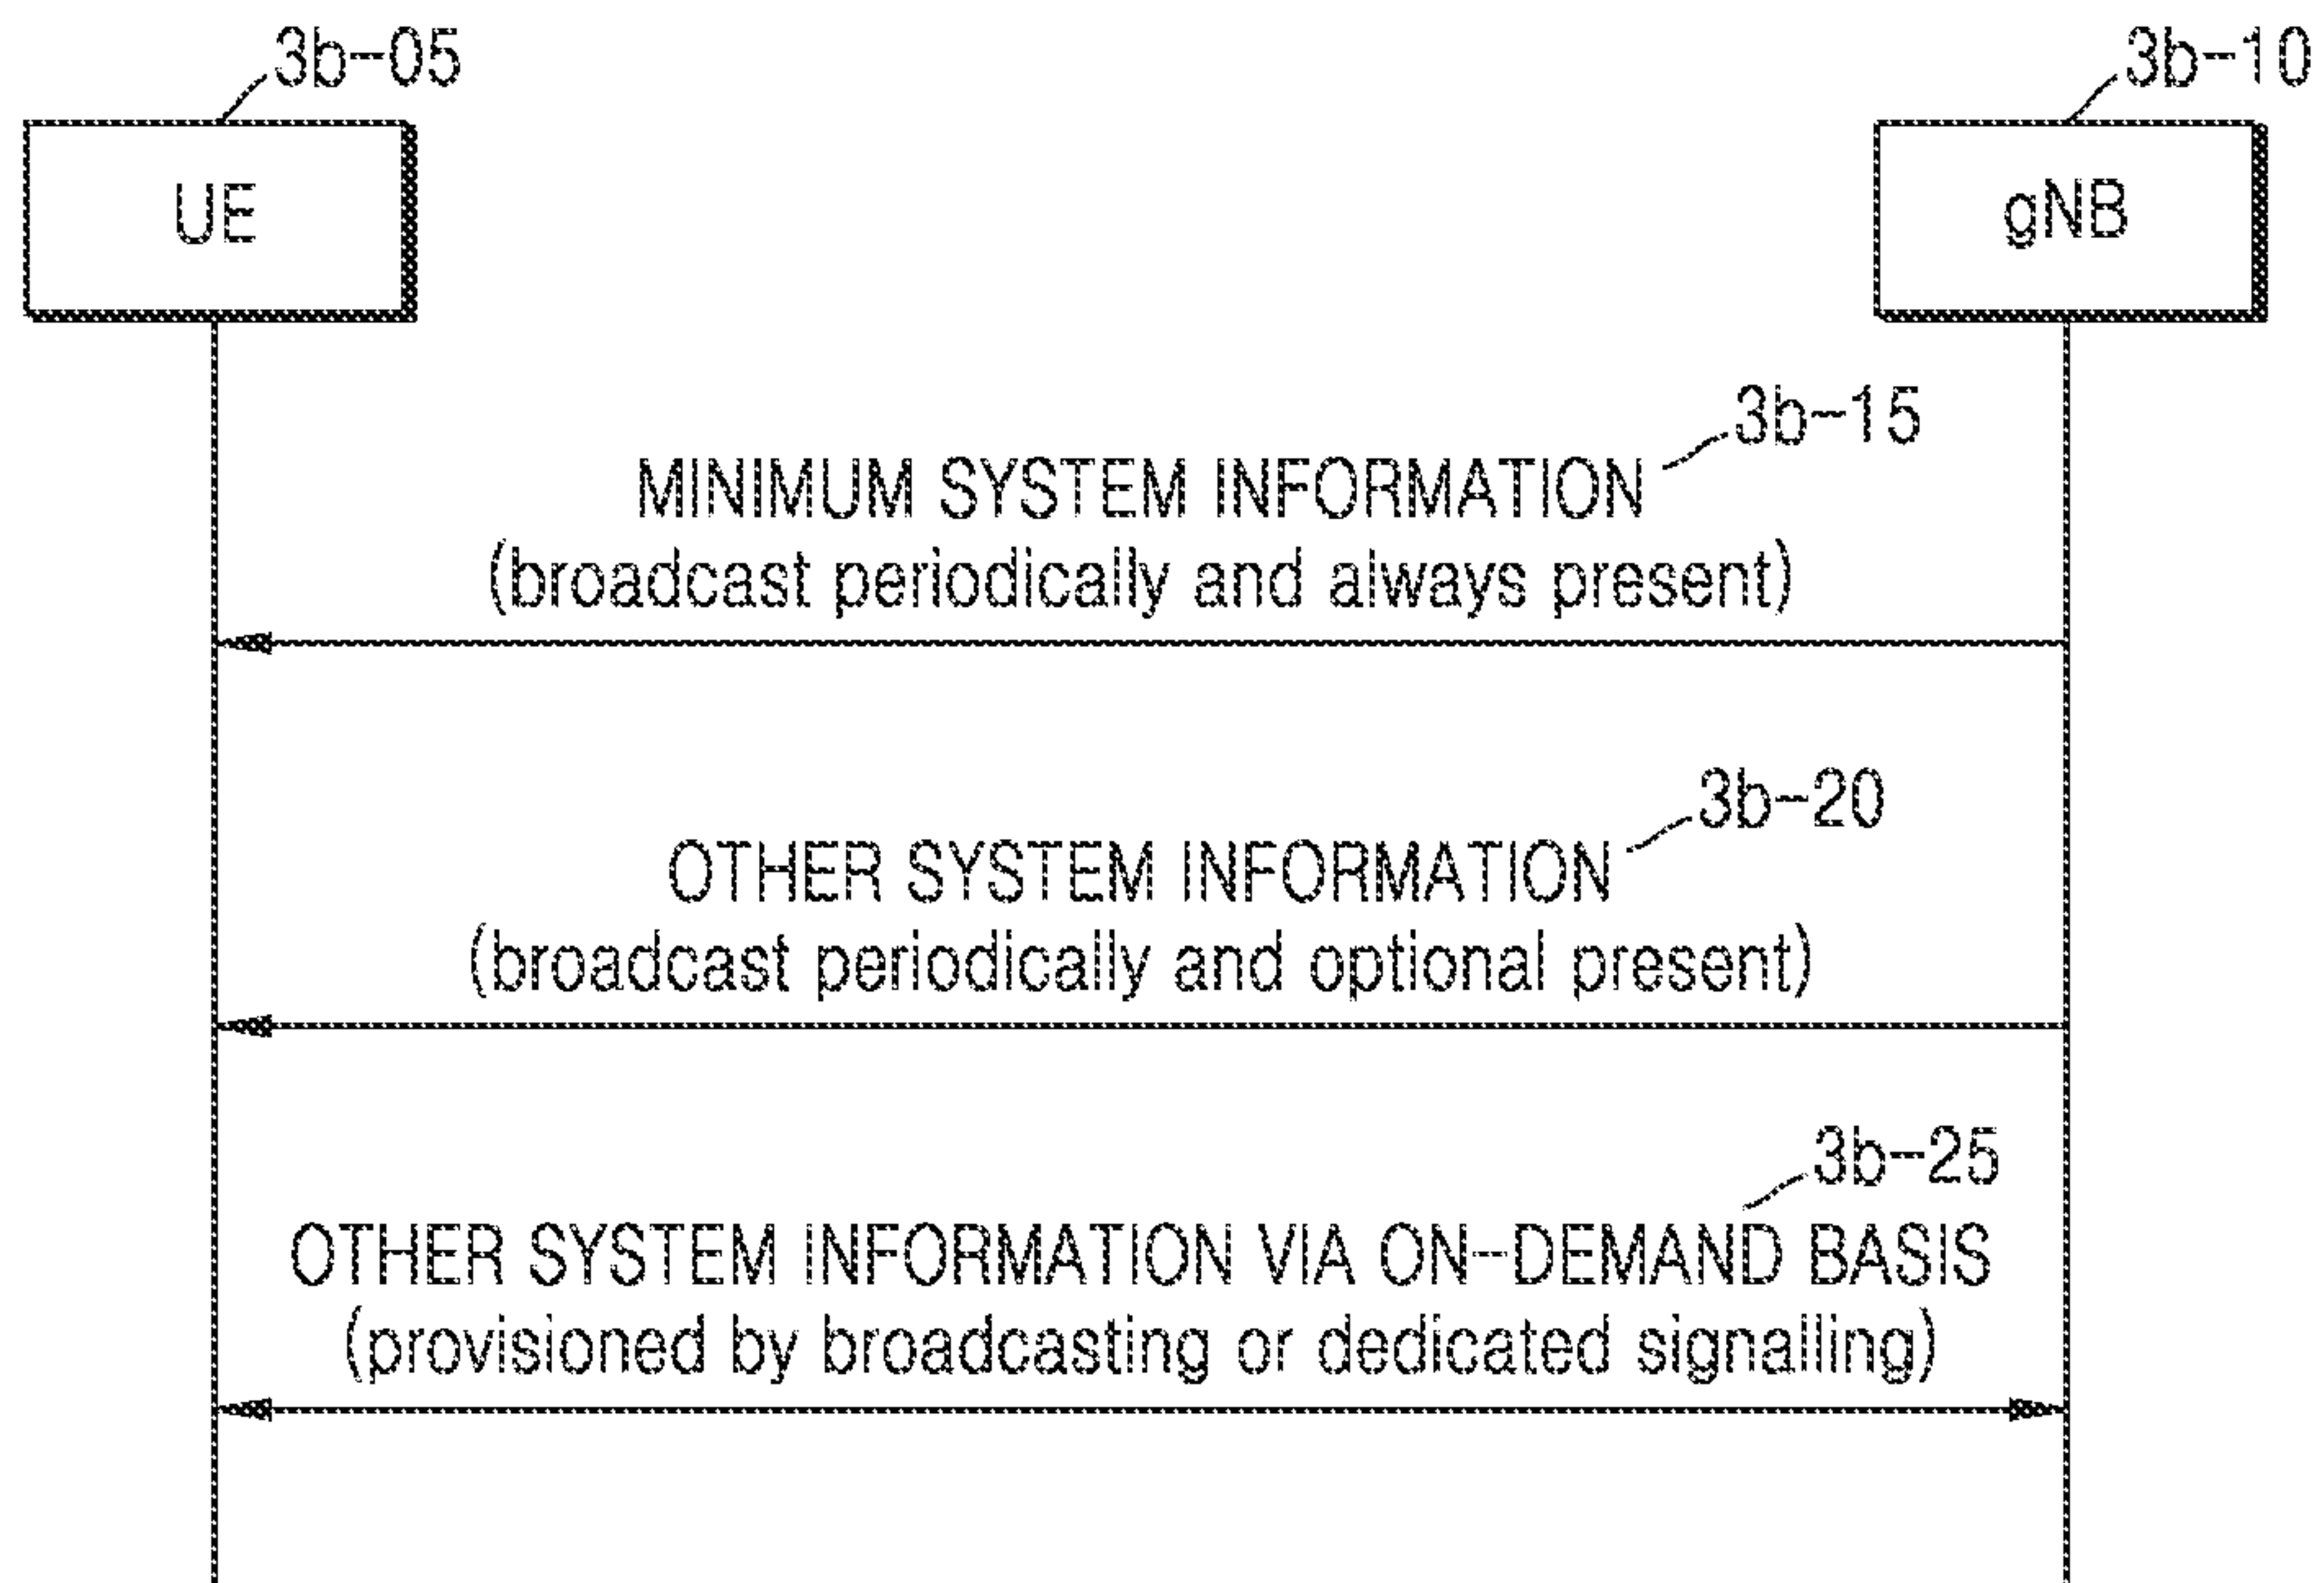 3b-05
3b-10
UE
gNB
3b-15
MINIMUM SYSTEM INFORMATION
(broadcast periodically and always present)
3b-20
OTHER SYSTEM INFORMATION
(broadcast periodically and optional present)
3b-25
OTHER SYSTEM INFORMATION VIA ON-DEMAND BASIS
(provisioned by broadcasting or dedicated signalling)